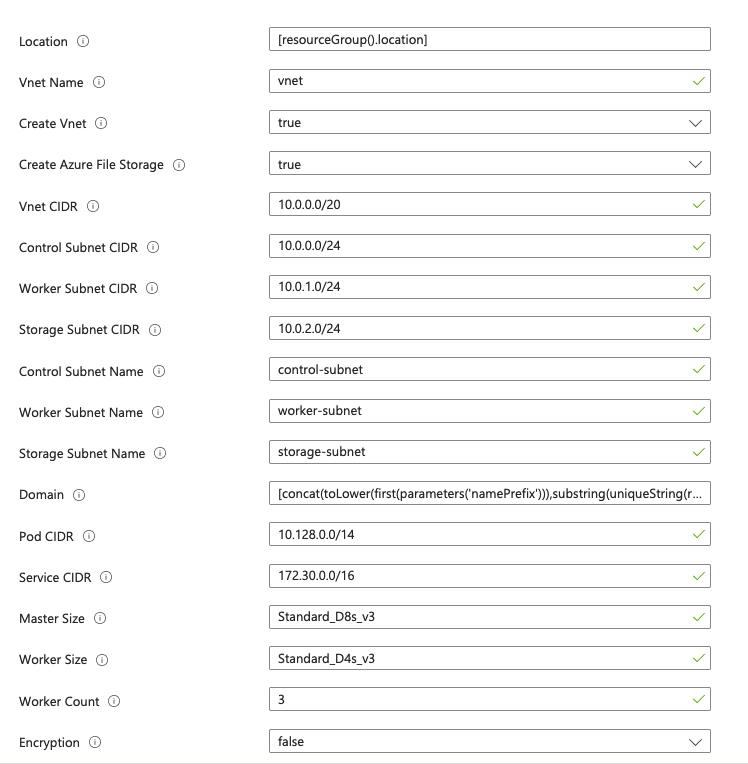 Location [resourceGroup().location]
Vnet Name vnet
Create Vnet true
Create Azure File Storage true
Vnet CIDR 10.0.0.0/20
Control Subnet CIDR 10.0.0.0/24
Worker Subnet CIDR 10.0.1.0/24
Storage Subnet CIDR 10.0.2.0/24
Control Subnet Name control-subnet
Worker Subnet Name worker-subnet
Storage Subnet Name storage-subnet
Domain [concat(toLower(first(parameters('namePrefix'))),substring(uniqueString(r...
Pod CIDR 10.128.0.0/14
Service CIDR 172.30.0.0/16
Master Size Standard_D8s_v3
Worker Size Standard_D4s_v3
Worker Count 3
Encryption false